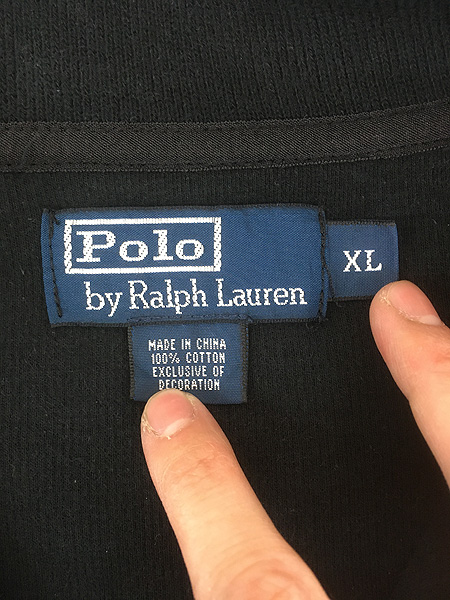 Polo
by Ralph Lauren
XL
MADE IN CHINA
100% COTTON
EXCLUSIVE OF
DECORATION